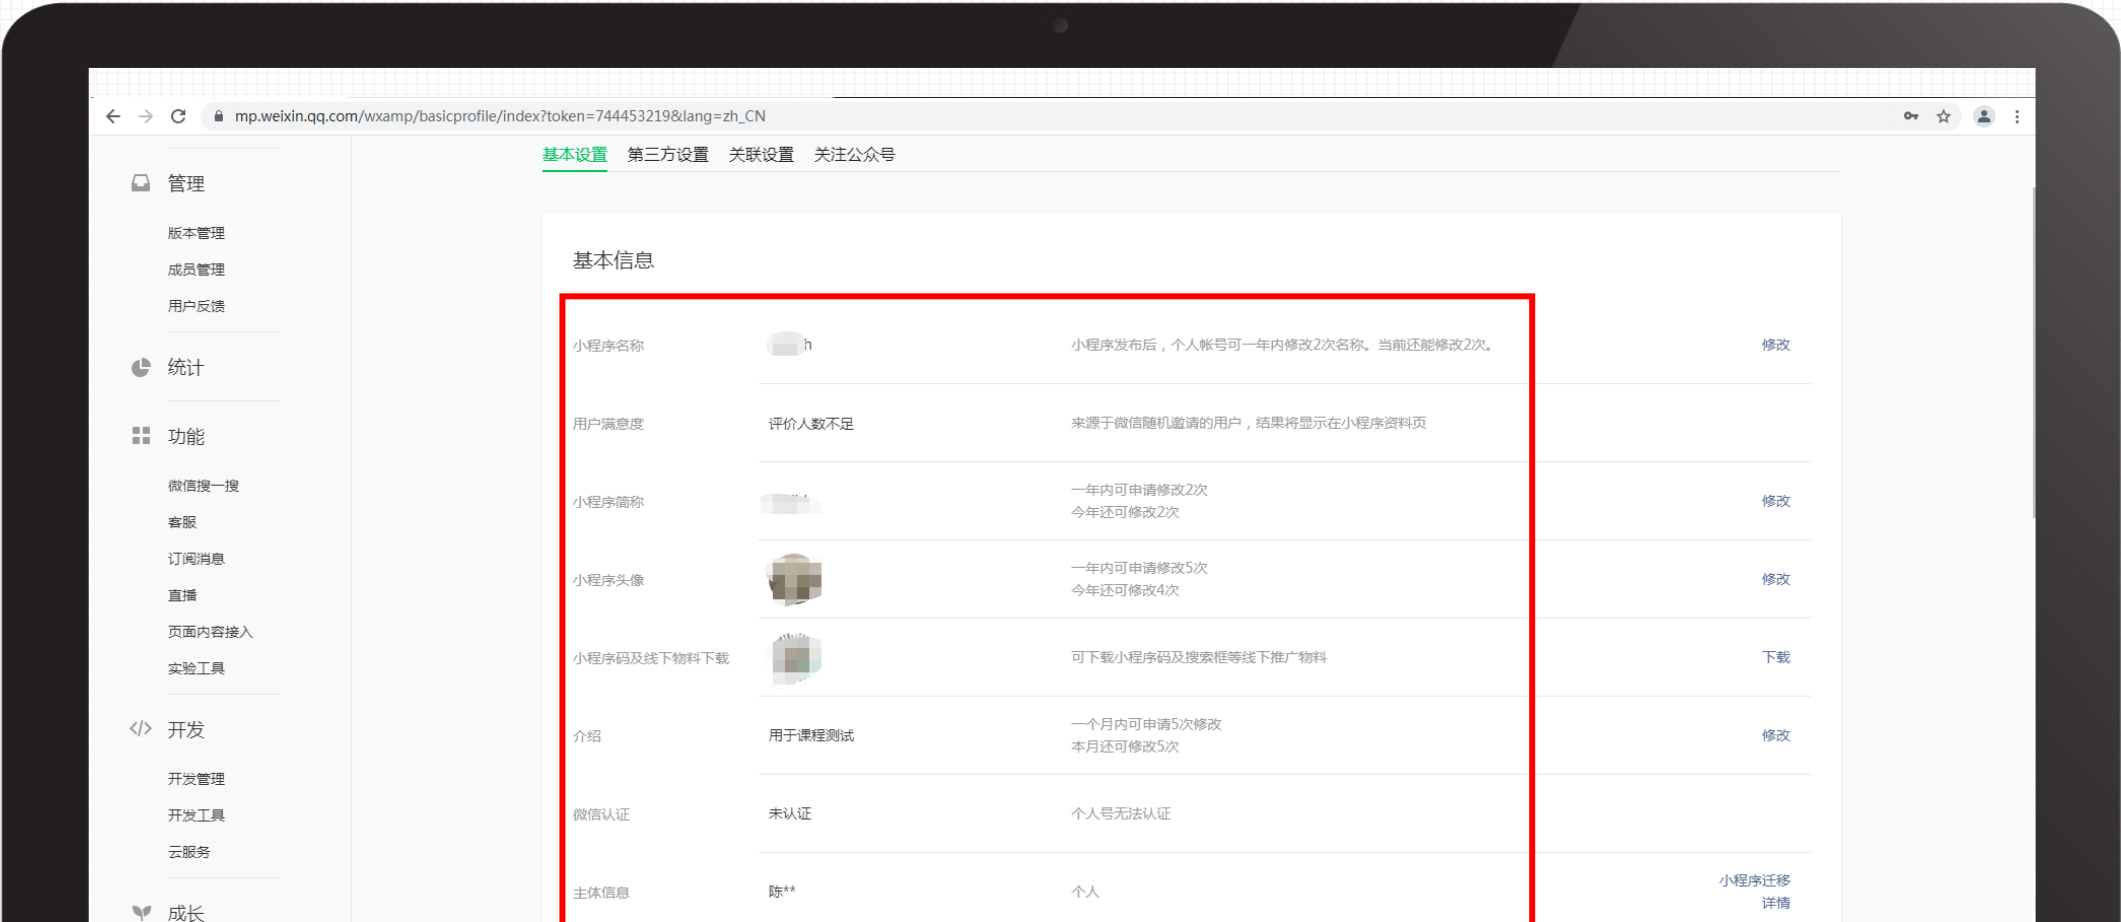 mp.weixin.qq.com/wxamp/basicprofile/index?token=744453219&lang=zh_CN
基本设置 第三方设置 关联设置 关注公众号
管理
版本管理
成员管理
用户反馈
统计
功能
微信搜一搜
客服
订阅消息
直播
页面内容接入
实验工具
开发
开发管理
开发工具
云服务
成长
基本信息
小程序名称 h 小程序发布后，个人帐号可一年内修改2次名称。当前还能修改2次。 修改
用户满意度 评价人数不足 来源于微信随机邀请的用户，结果将显示在小程序资料页
小程序简称 一年内可申请修改2次 修改
今年还可修改2次
小程序头像 一年内可申请修改5次 修改
今年还可修改4次
小程序码及线下物料下载 可下载小程序码及搜索框等线下推广物料 下载
介绍 用于课程测试 一个月内可申请5次修改 修改
本月还可修改5次
微信认证 未认证 个人号无法认证
主体信息 陈** 个人 小程序迁移
详情